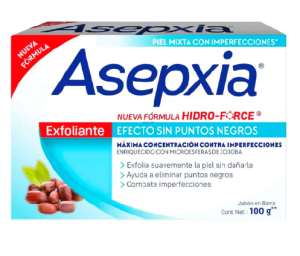 NUEVA
FÓRMULA
PIEL MIXTA CON IMPERFECCIONES*
Asepxia®
NUEVA FÓRMULA HIDRO-FORCE®
Exfoliante
EFECTO SIN PUNTOS NEGROS
MÁXIMA CONCENTRACIÓN CONTRA IMPERFECCIONES
ENRIQUECIDO CON MICROESFERAS DE JOJOBA
> Exfolia suavemente la piel sin dañarla
> Ayuda a eliminar puntos negros
> Combate imperfecciones
Jabón en Barra
Cont. Net.: 100 g**